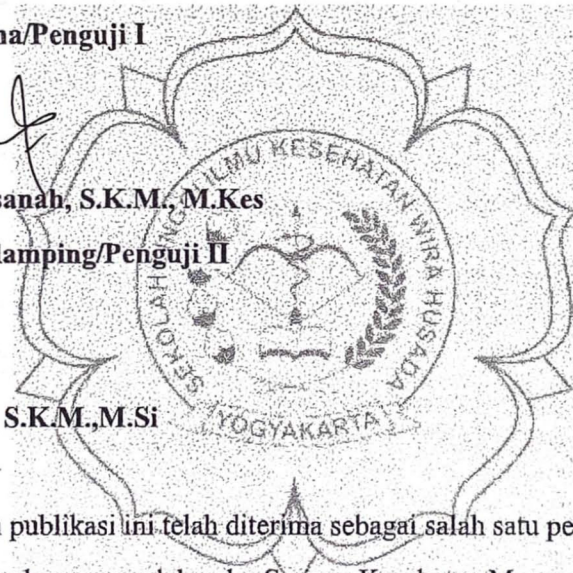 na/Penguji I
SEKOLAH TINGGI ILMU KESEHATAN WIRA HUSADA
sanah, S.K.M., M.Kes
damping/Penguji II
YOGYAKARTA
S.K.M.,M.Si
publikasi ini telah diterima sebagai salah satu pe